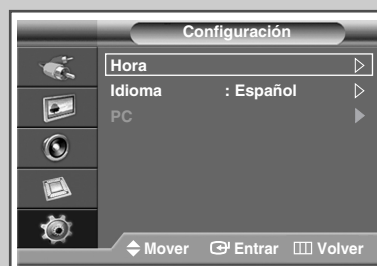 Configuración
Hora
Idioma : Español
PC
Mover Entrar Volver